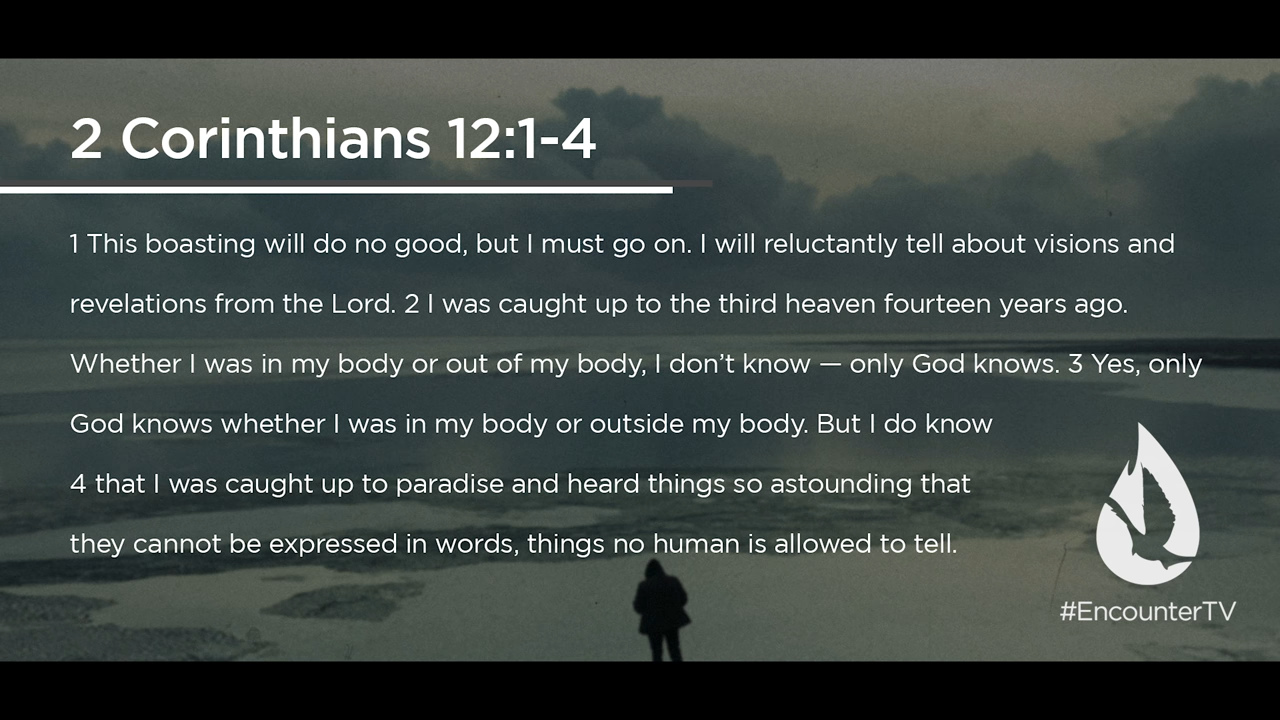 2 Corinthians 12:1-4
1 This boasting will do no good, but I must go on. I will reluctantly tell about visions and
revelations from the Lord. 2 I was caught up to the third heaven fourteen years ago.
Whether I was in my body or out of my body, I don’t know — only God knows. 3 Yes, only
God knows whether I was in my body or outside my body. But I do know
4 that I was caught up to paradise and heard things so astounding that
they cannot be expressed in words, things no human is allowed to tell.
#EncounterTV